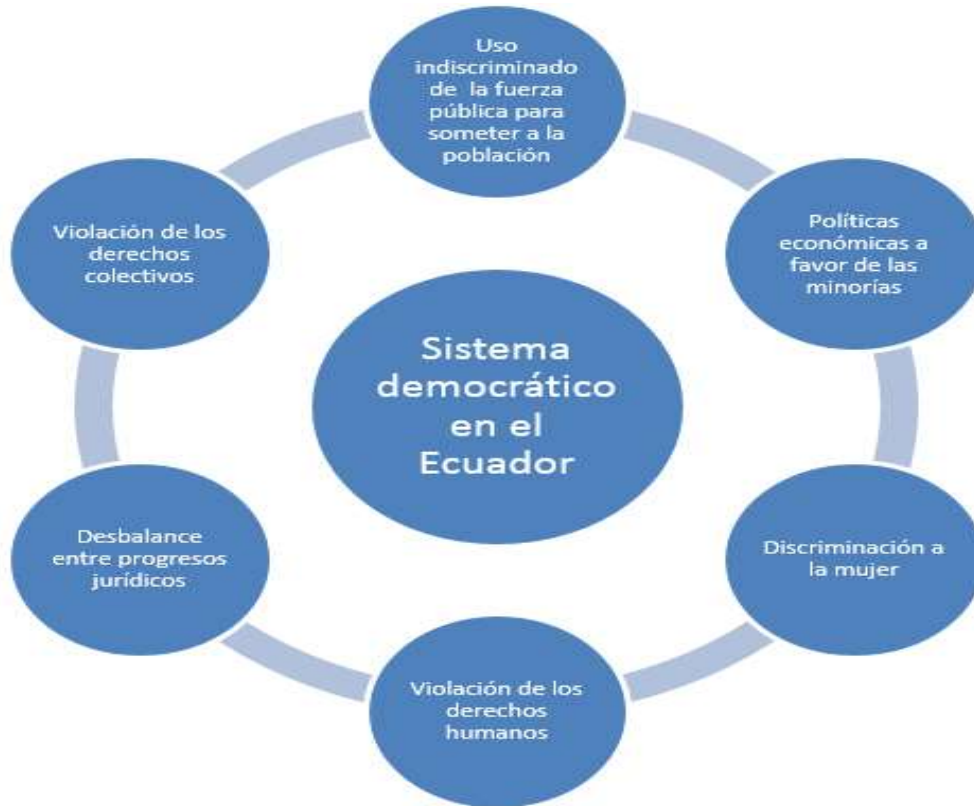 Uso
indiscriminado
de la fuerza
pública para
someter a la
población
Políticas
económicas a
favor de las
minorías
Discriminación a
la mujer
Violación de los
derechos
humanos
Desbalance
entre progresos
jurídicos
Violación de los
derechos
colectivos
Sistema
democrático
en el
Ecuador